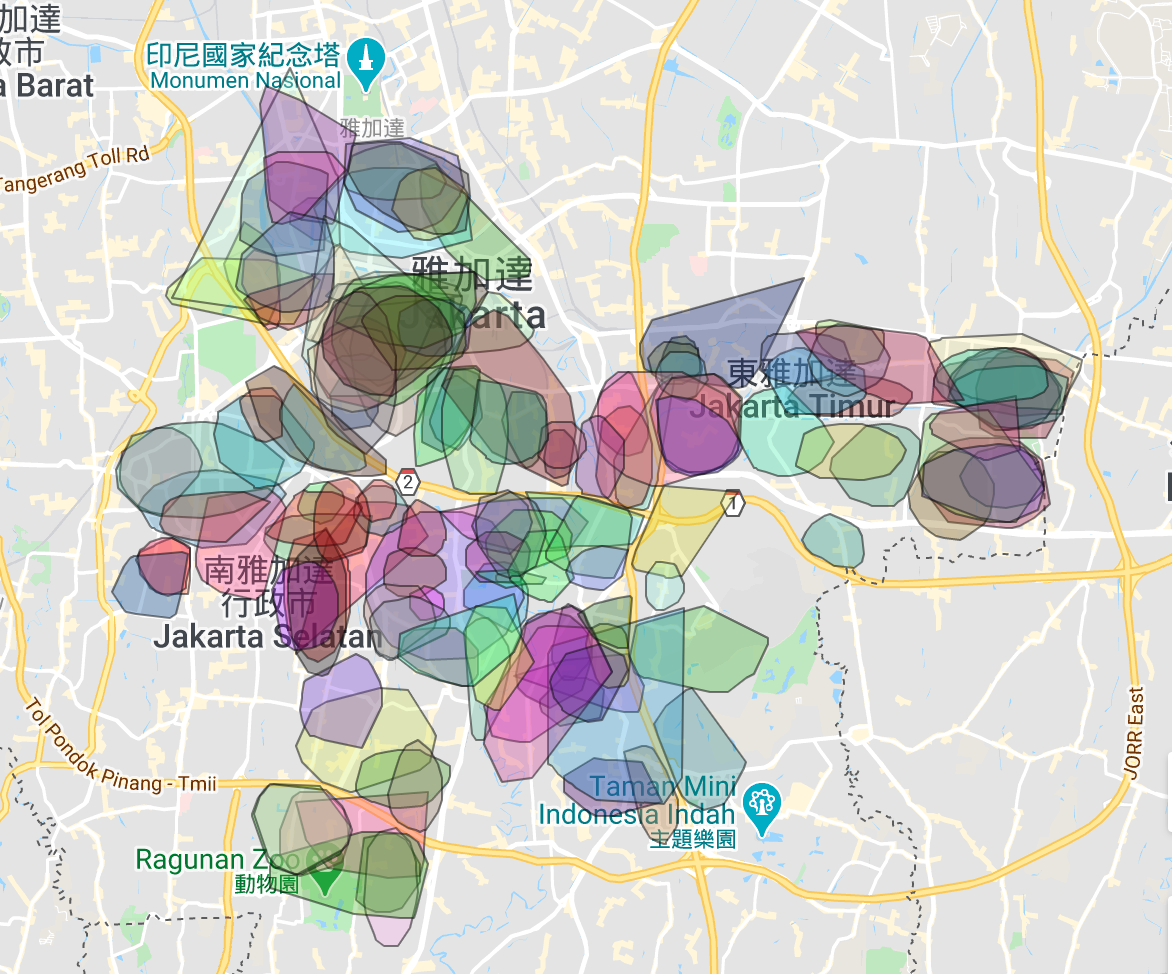 加達
政市
a Barat
印尼國家紀念塔
Monumen Nasional
雅加達
Tangerang Toll Rd
雅加達
Jakarta
東雅加達
Jakarta Timur
2
1
南雅加達
行政市
Jakarta Selatan
Tol Pondok Pinang - Tmii
JORR East
Taman Mini
Indonesia Indah
主題樂園
Ragunan Zoo
動物園